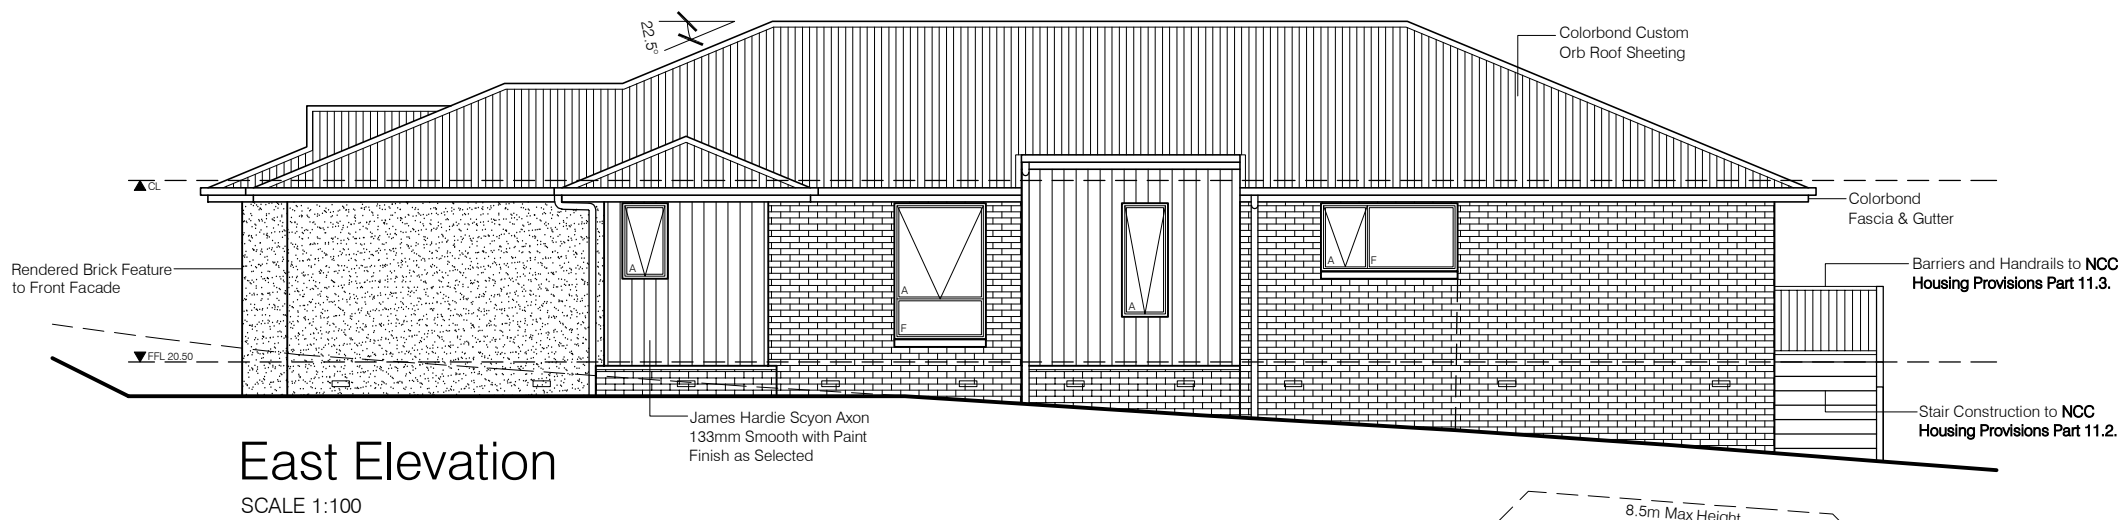 22.5°
Colorbond Custom
Orb Roof Sheeting
CL
Colorbond
Fascia & Gutter
Rendered Brick Feature
to Front Facade
A
A
F
A
A F
Barriers and Handrails to NCC
Housing Provisions Part 11.3.
FFL 20.50
James Hardie Scyon Axon
133mm Smooth with Paint
Finish as Selected
Stair Construction to NCC
Housing Provisions Part 11.2.
East Elevation
SCALE 1:100
8.5m Max Height